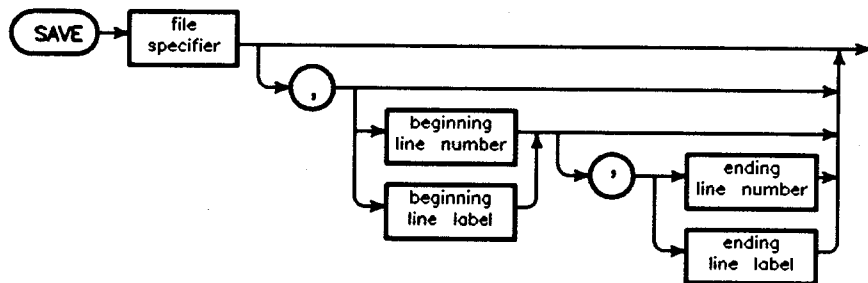 SAVE
file
specifier
,
beginning
line number
beginning
line label
,
ending
line number
ending
line label